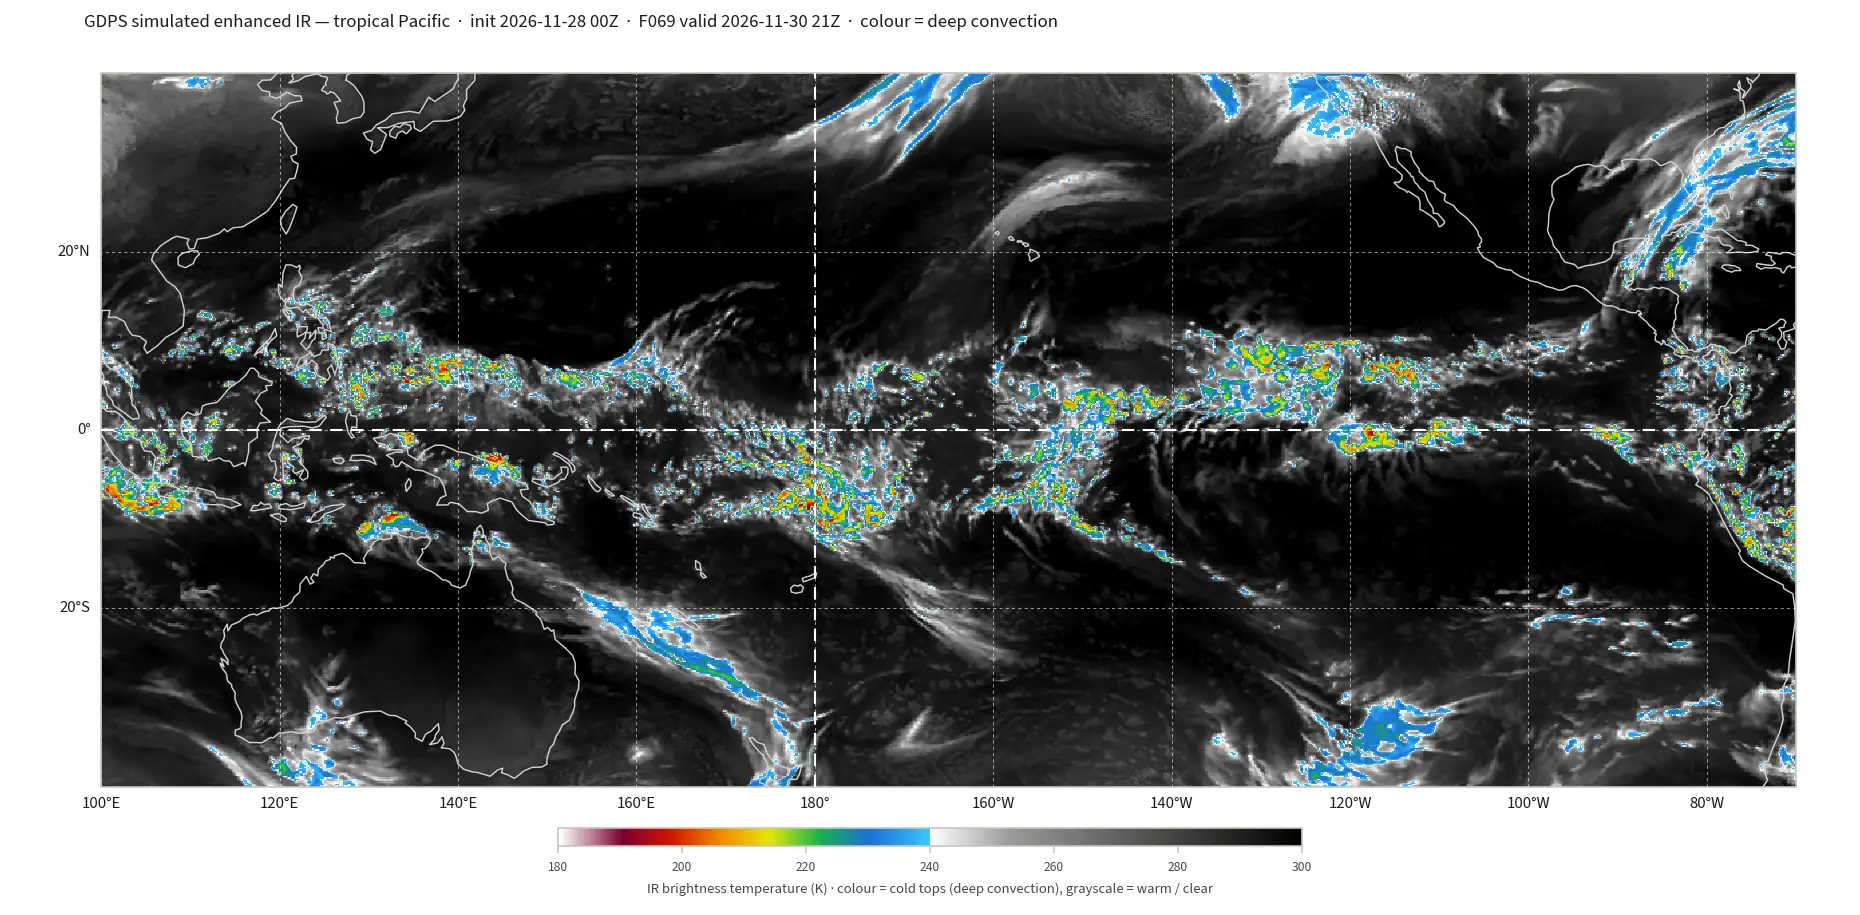 GDPS simulated enhanced IR — tropical Pacific · init 2026-11-28 00Z · F069 valid 2026-11-30 21Z · colour = deep convection
20°N
0°
20°S
100°E 120°E 140°E 160°E 180° 160°W 140°W 120°W 100°W 80°W
180 200 220 240 260 280 300
IR brightness temperature (K) · colour = cold tops (deep convection), grayscale = warm / clear